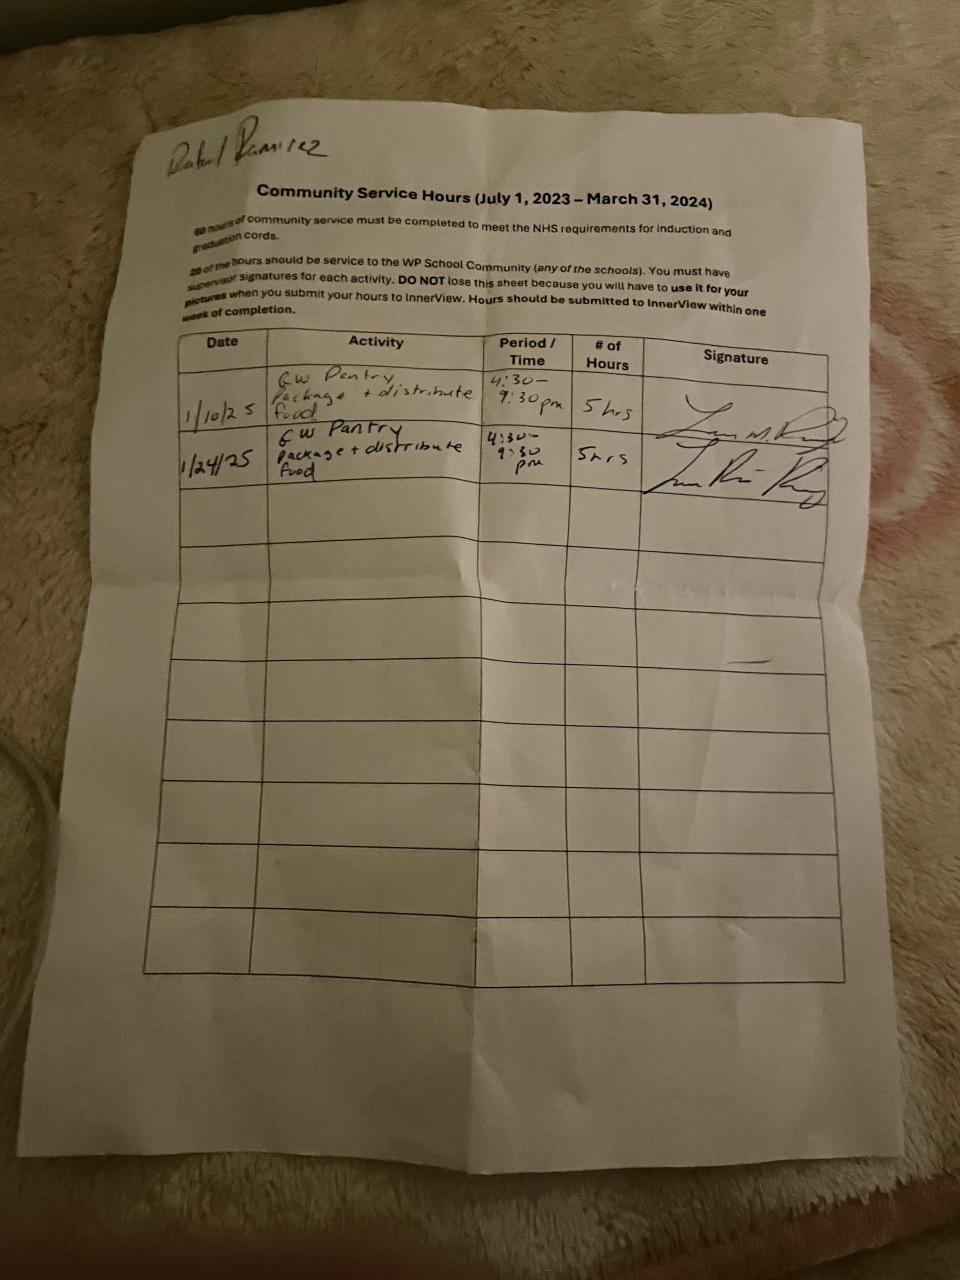 Ramirez
Community Service Hours (July 1, 2023 – March 31, 2024)
60 hours of community service must be completed to meet the NHS requirements for induction and
graduation cords.
20 of the hours should be service to the WP School Community (any of the schools). You must have
supervisor signatures for each activity. DO NOT lose this sheet because you will have to use it for your
pictures when you submit your hours to InnerView. Hours should be submitted to InnerView within one
week of completion.
Date Activity Period / Time # of Hours Signature
1/10/25 GW Pantry package + distribute food 4:30- 9:30pm 5 hrs
1/24/25 GW Pantry package + distribute food 4:30- 9:30 pm 5hrs